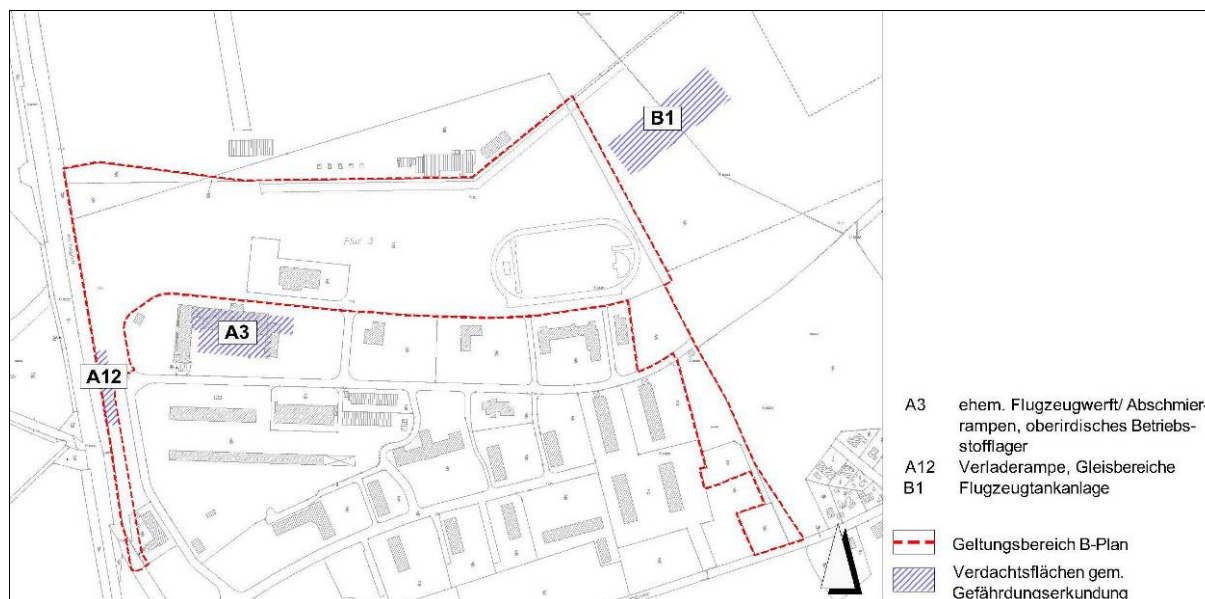 B1
Flur 3
A3
A12
A3 ehem. Flugzeugwerft/ Abschmier-
rampen, oberirdisches Betriebs-
stofflager
A12 Verladerampe, Gleisbereiche
B1 Flugzeugtankanlage
Geltungsbereich B-Plan
Verdachtsflächen gem.
Gefährdungserkundung